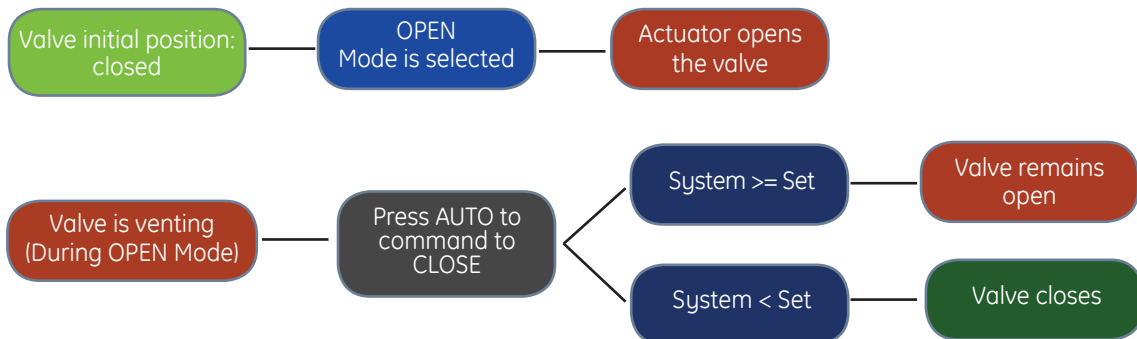 Valve initial position:
closed
OPEN
Mode is selected
Actuator opens
the valve
Valve is venting
(During OPEN Mode)
Press AUTO to
command to
CLOSE
System >= Set
Valve remains
open
System < Set
Valve closes